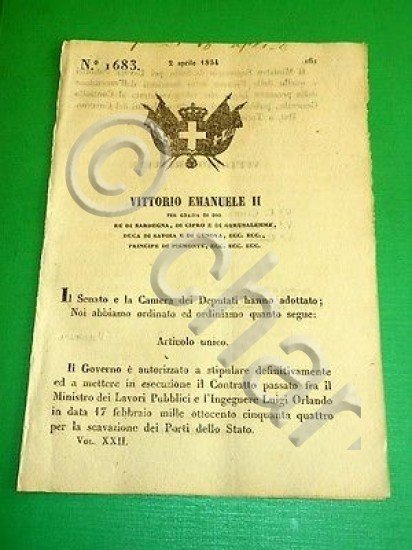 N.º 1683.
2 aprile 1854
161
VITTORIO EMANUELE II
PER GRAZIA DI DIO
RE DI SARDEGNA, DI CIPRO E DI GERUSALEMME,
DUCA DI SAVOIA E DI GENOVA, ECC. ECC.,
PRINCIPE DI PIEMONTE, ECC. ECC. ECC.
Il Senato e la Camera dei Deputati hanno adottato;
Noi abbiamo ordinato ed ordiniamo quanto segue:
Articolo unico.
Il Governo è autorizzato a stipulare definitivamente
ed a mettere in esecuzione il Contratto passato fra il
Ministro dei Lavori Pubblici e l'Ingegnere Luigi Orlando
in data 17 febbraio mille ottocento cinquanta quattro
per la scavazione dei Porti dello Stato.
Vol. XXII.
© char